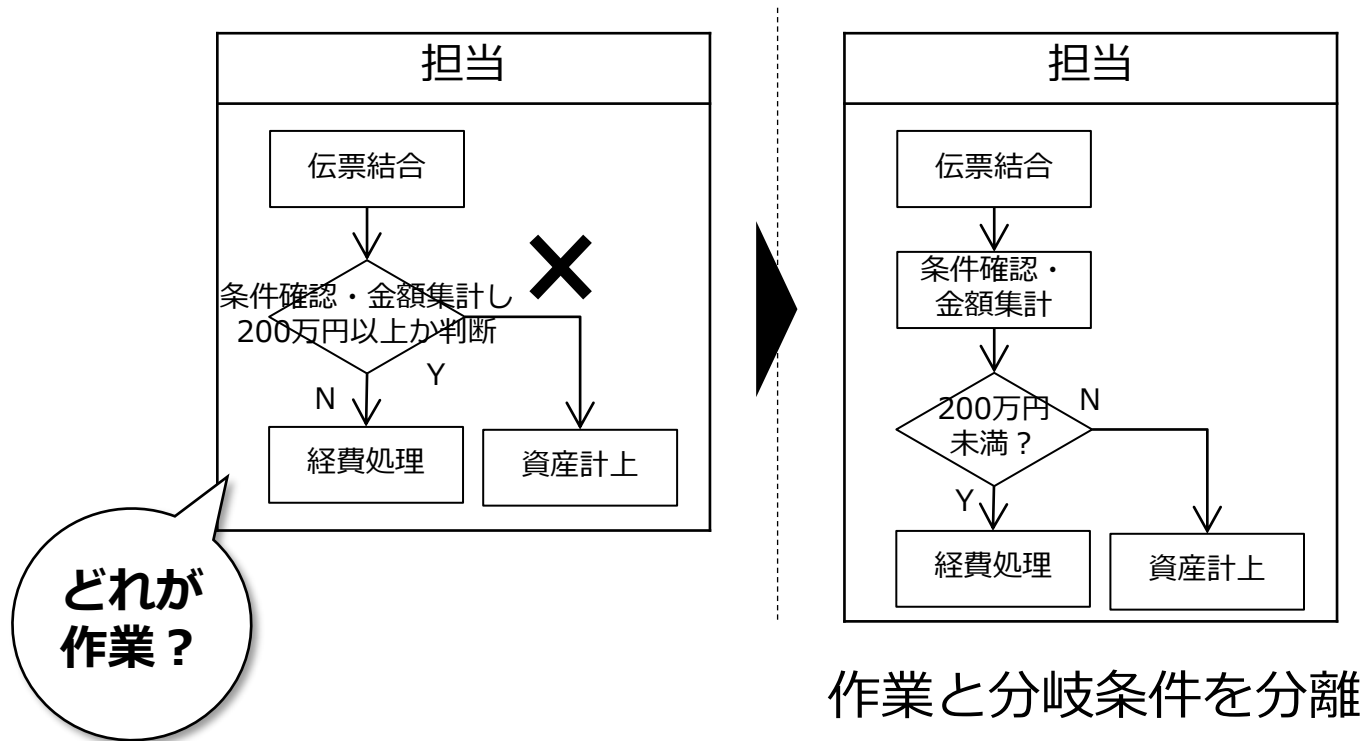 担当
伝票結合
条件確認・金額集計し
200万円以上か判断
N
Y
経費処理
資産計上
どれが
作業？
担当
伝票結合
条件確認・
金額集計
200万円
未満？
N
Y
経費処理
資産計上
作業と分岐条件を分離